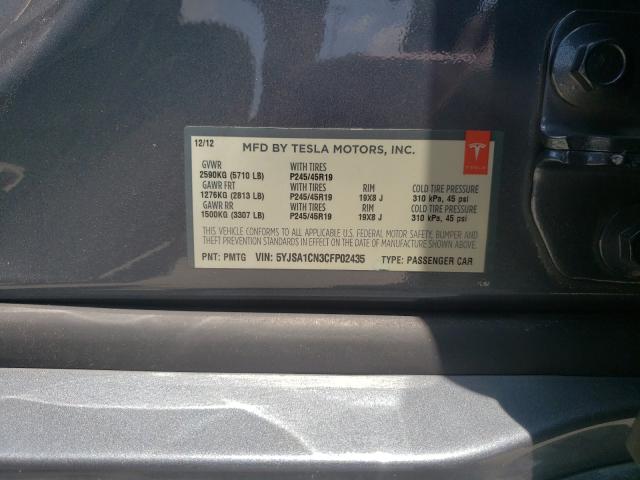 12/12 MFD BY TESLA MOTORS, INC.
GVWR WITH TIRES
2590KG (5710 LB) P245/45R19
GAWR FRT WITH TIRES RIM COLD TIRE PRESSURE
1276KG (2813 LB) P245/45R19 19X8 J 310 kPa, 45 psi
GAWR RR WITH TIRES RIM COLD TIRE PRESSURE
1500KG (3307 LB) P245/45R19 19X8 J 310 kPa, 45 psi
THIS VEHICLE CONFORMS TO ALL APPLICABLE U.S. FEDERAL MOTOR SAFETY, BUMPER AND
THEFT PREVENTION STANDARDS IN EFFECT ON THE DATE OF MANUFACTURE SHOWN ABOVE.
PNT: PMTG VIN: 5YJSA1CN3CFP02435 TYPE: PASSENGER CAR